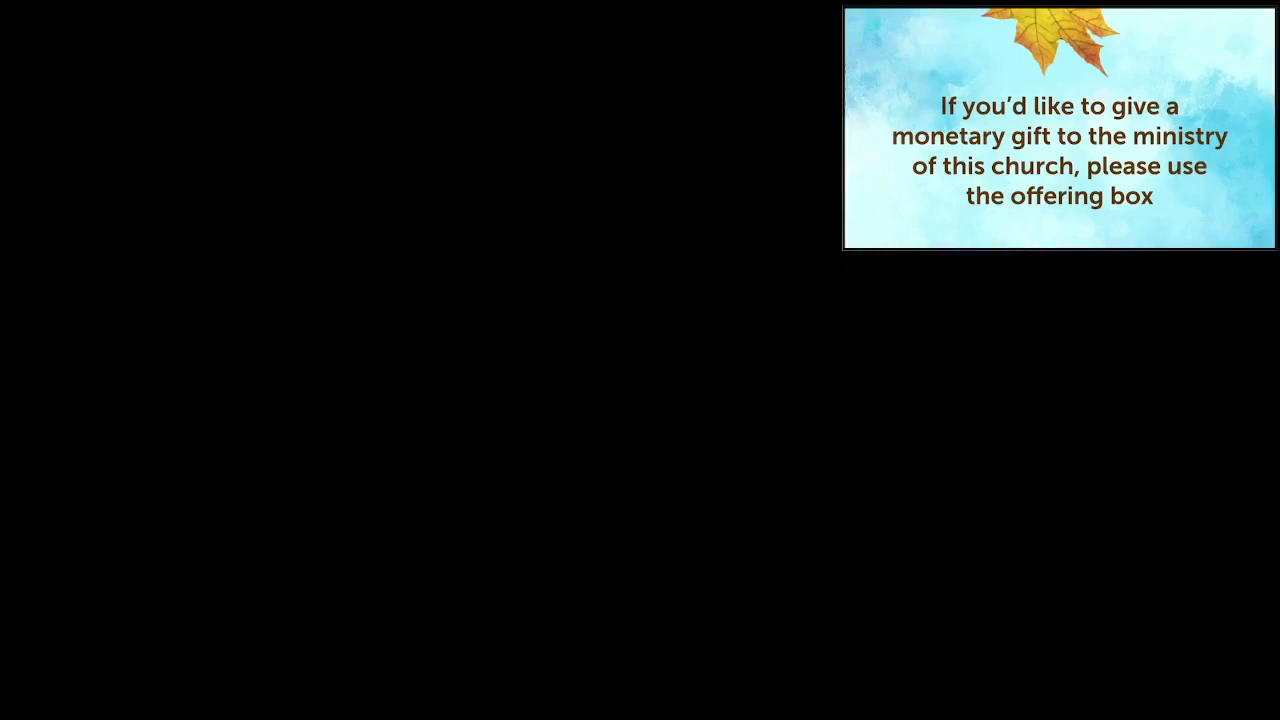 If you’d like to give a
monetary gift to the ministry
of this church, please use
the offering box